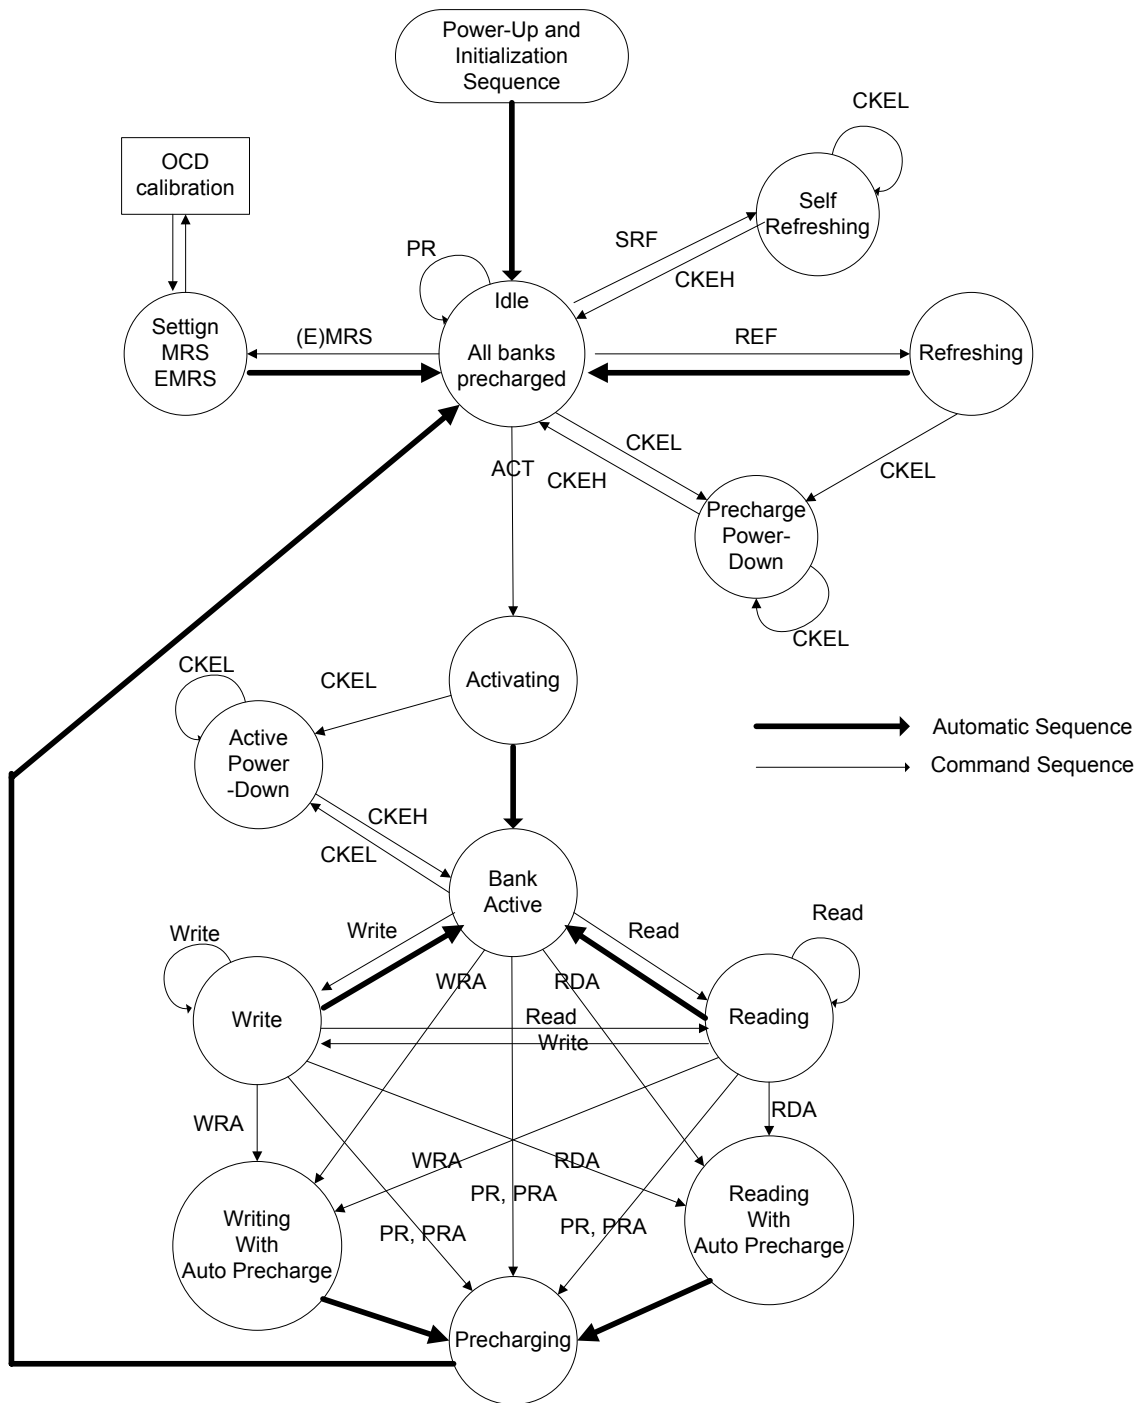 Power-Up and
Initialization
Sequence
CKEL
OCD
calibration
Self
Refreshing
SRF
PR
CKEH
Idle
Settign
MRS
EMRS
(E)MRS
All banks
precharged
REF
Refreshing
CKEL
ACT
CKEH
CKEL
Precharge
Power-
Down
CKEL
CKEL
CKEL
Activating
Active
Power
-Down
Automatic Sequence
Command Sequence
CKEH
CKEL
Bank
Active
Write
Write
Read
Read
WRA
RDA
Write
Read
Write
Reading
WRA
RDA
WRA
RDA
PR, PRA
Writing
With
Auto Precharge
PR, PRA
PR, PRA
Reading
With
Auto Precharge
Precharging